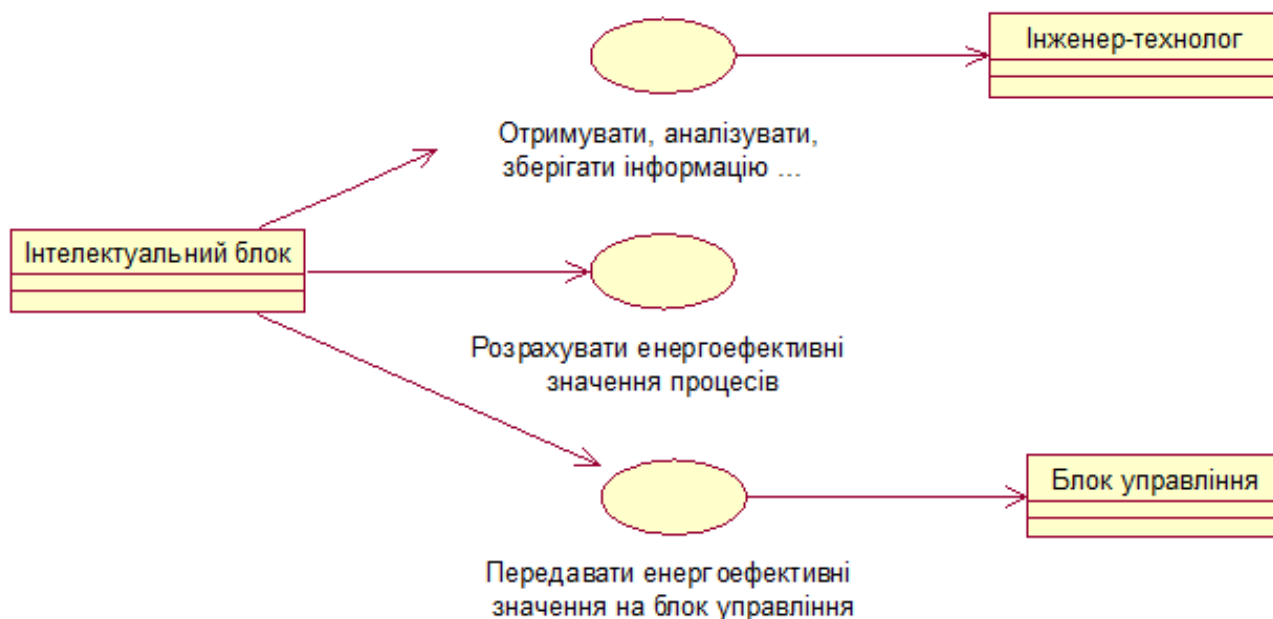 Інженер-технолог
Отримувати, аналізувати,
зберігати інформацію ...
Інтелектуальний блок
Розрахувати енергоефективні
значення процесів
Блок управління
Передавати енергоефективні
значення на блок управління